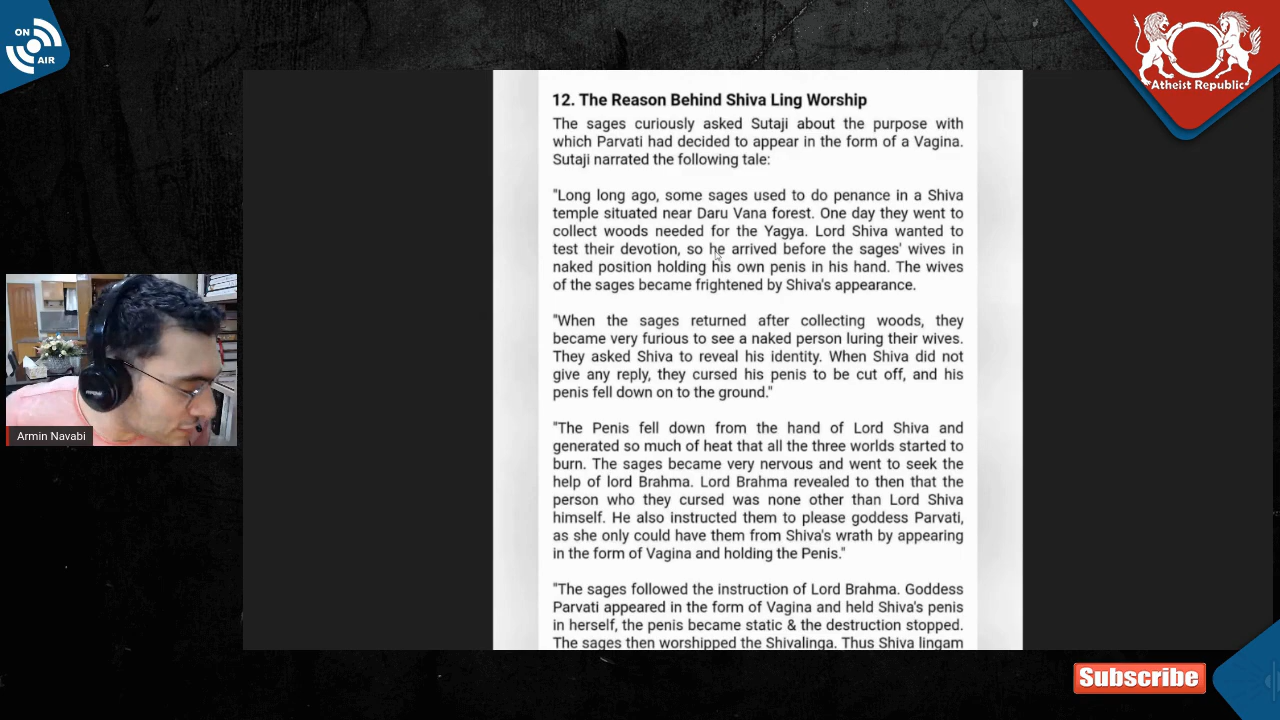 ON
AIR
Atheist Republic
12. The Reason Behind Shiva Ling Worship
The sages curiously asked Sutaji about the purpose with
which Parvati had decided to appear in the form of a Vagina.
Sutaji narrated the following tale:
"Long long ago, some sages used to do penance in a Shiva
temple situated near Daru Vana forest. One day they went to
collect woods needed for the Yagya. Lord Shiva wanted to
test their devotion, so he arrived before the sages' wives in
naked position holding his own penis in his hand. The wives
of the sages became frightened by Shiva's appearance.
"When the sages returned after collecting woods, they
became very furious to see a naked person luring their wives.
They asked Shiva to reveal his identity. When Shiva did not
give any reply, they cursed his penis to be cut off, and his
penis fell down on to the ground."
"The Penis fell down from the hand of Lord Shiva and
generated so much of heat that all the three worlds started to
burn. The sages became very nervous and went to seek the
help of lord Brahma. Lord Brahma revealed to then that the
person who they cursed was none other than Lord Shiva
himself. He also instructed them to please goddess Parvati,
as she only could have them from Shiva's wrath by appearing
in the form of Vagina and holding the Penis."
"The sages followed the instruction of Lord Brahma. Goddess
Parvati appeared in the form of Vagina and held Shiva's penis
in herself, the penis became static & the destruction stopped.
The sages then worshipped the Shivalinga. Thus Shiva lingam
Armin Navabi
Subscribe